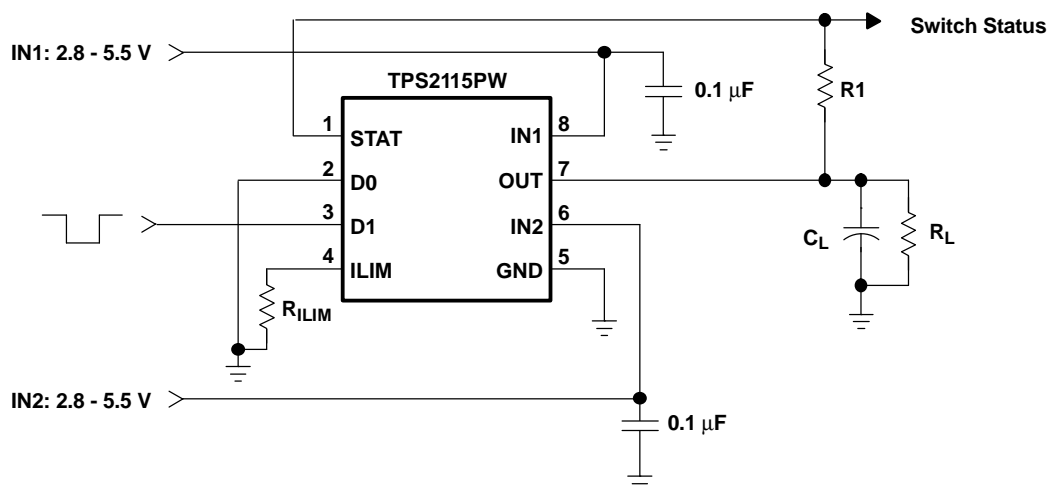 Switch Status
IN1: 2.8 - 5.5 V
TPS2115PW
0.1 μF
R1
1
STAT
IN1
8
2
D0
OUT
7
3
D1
IN2
6
CL
RL
4
ILIM
GND
5
RILIM
IN2: 2.8 - 5.5 V
0.1 μF